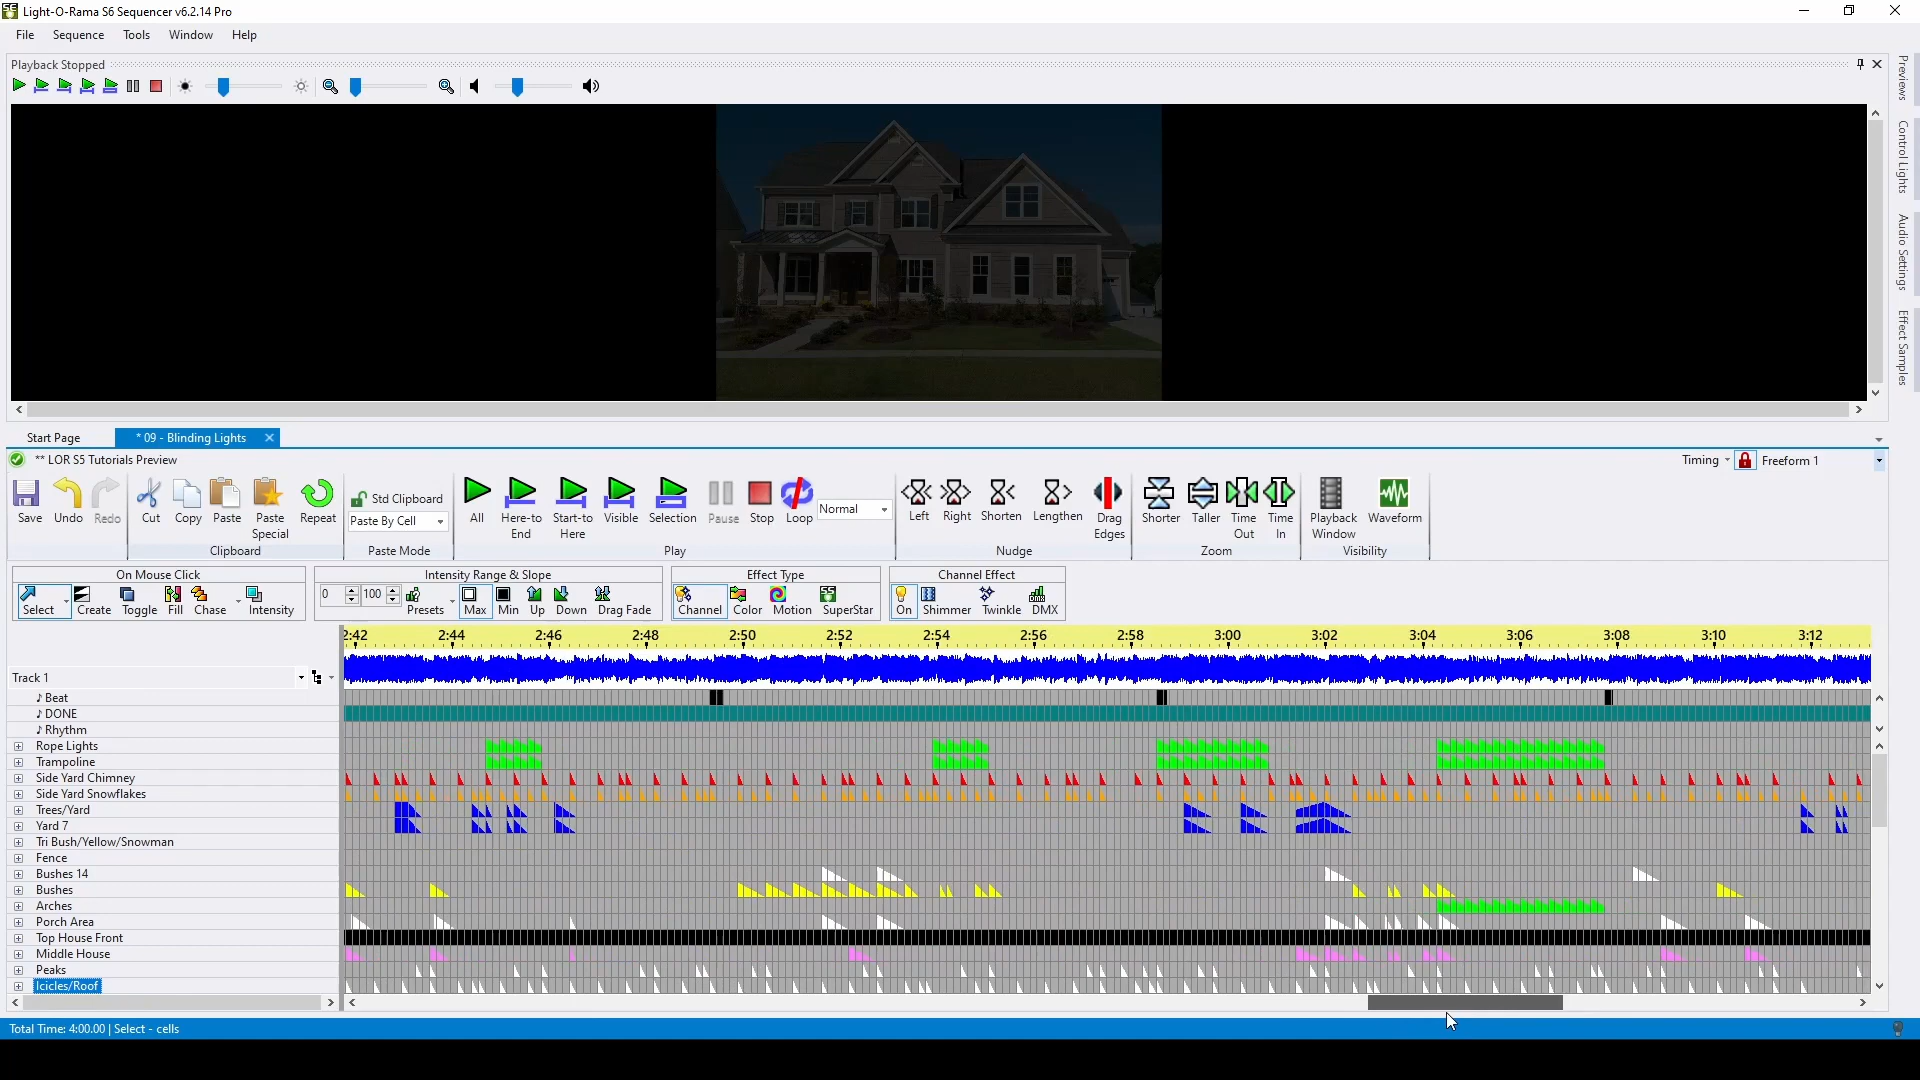 Light-O-Rama S6 Sequencer v6.2.14 Pro
File Sequence Tools Window Help
Playback Stopped
Previews
Control Lights
Audio Settings
Effect Samples
Start Page * 09 - Blinding Lights
** LOR S5 Tutorials Preview Timing Freeform 1
Save Undo Redo Cut Copy Paste Paste Special Repeat
Std Clipboard
Paste By Cell
All Here-to End Start-to Here Visible Selection Pause Stop Loop Normal
Left Right Shorten Lengthen Drag Edges
Shorter Taller Time Out Time In
Playback Window Waveform
Clipboard Paste Mode Play Nudge Zoom Visibility
On Mouse Click Intensity Range & Slope Effect Type Channel Effect
Select Create Toggle Fill Chase Intensity
0 100 Presets Max Min Up Down Drag Fade
Channel Color Motion SuperStar
On Shimmer Twinkle DMX
2:42 2:44 2:46 2:48 2:50 2:52 2:54 2:56 2:58 3:00 3:02 3:04 3:06 3:08 3:10 3:12
Track 1
Beat
DONE
Rhythm
Rope Lights
Trampoline
Side Yard Chimney
Side Yard Snowflakes
Trees/Yard
Yard 7
Tri Bush/Yellow/Snowman
Fence
Bushes 14
Bushes
Arches
Porch Area
Top House Front
Middle House
Peaks
Icicles/Roof
Total Time: 4:00.00 | Select - cells